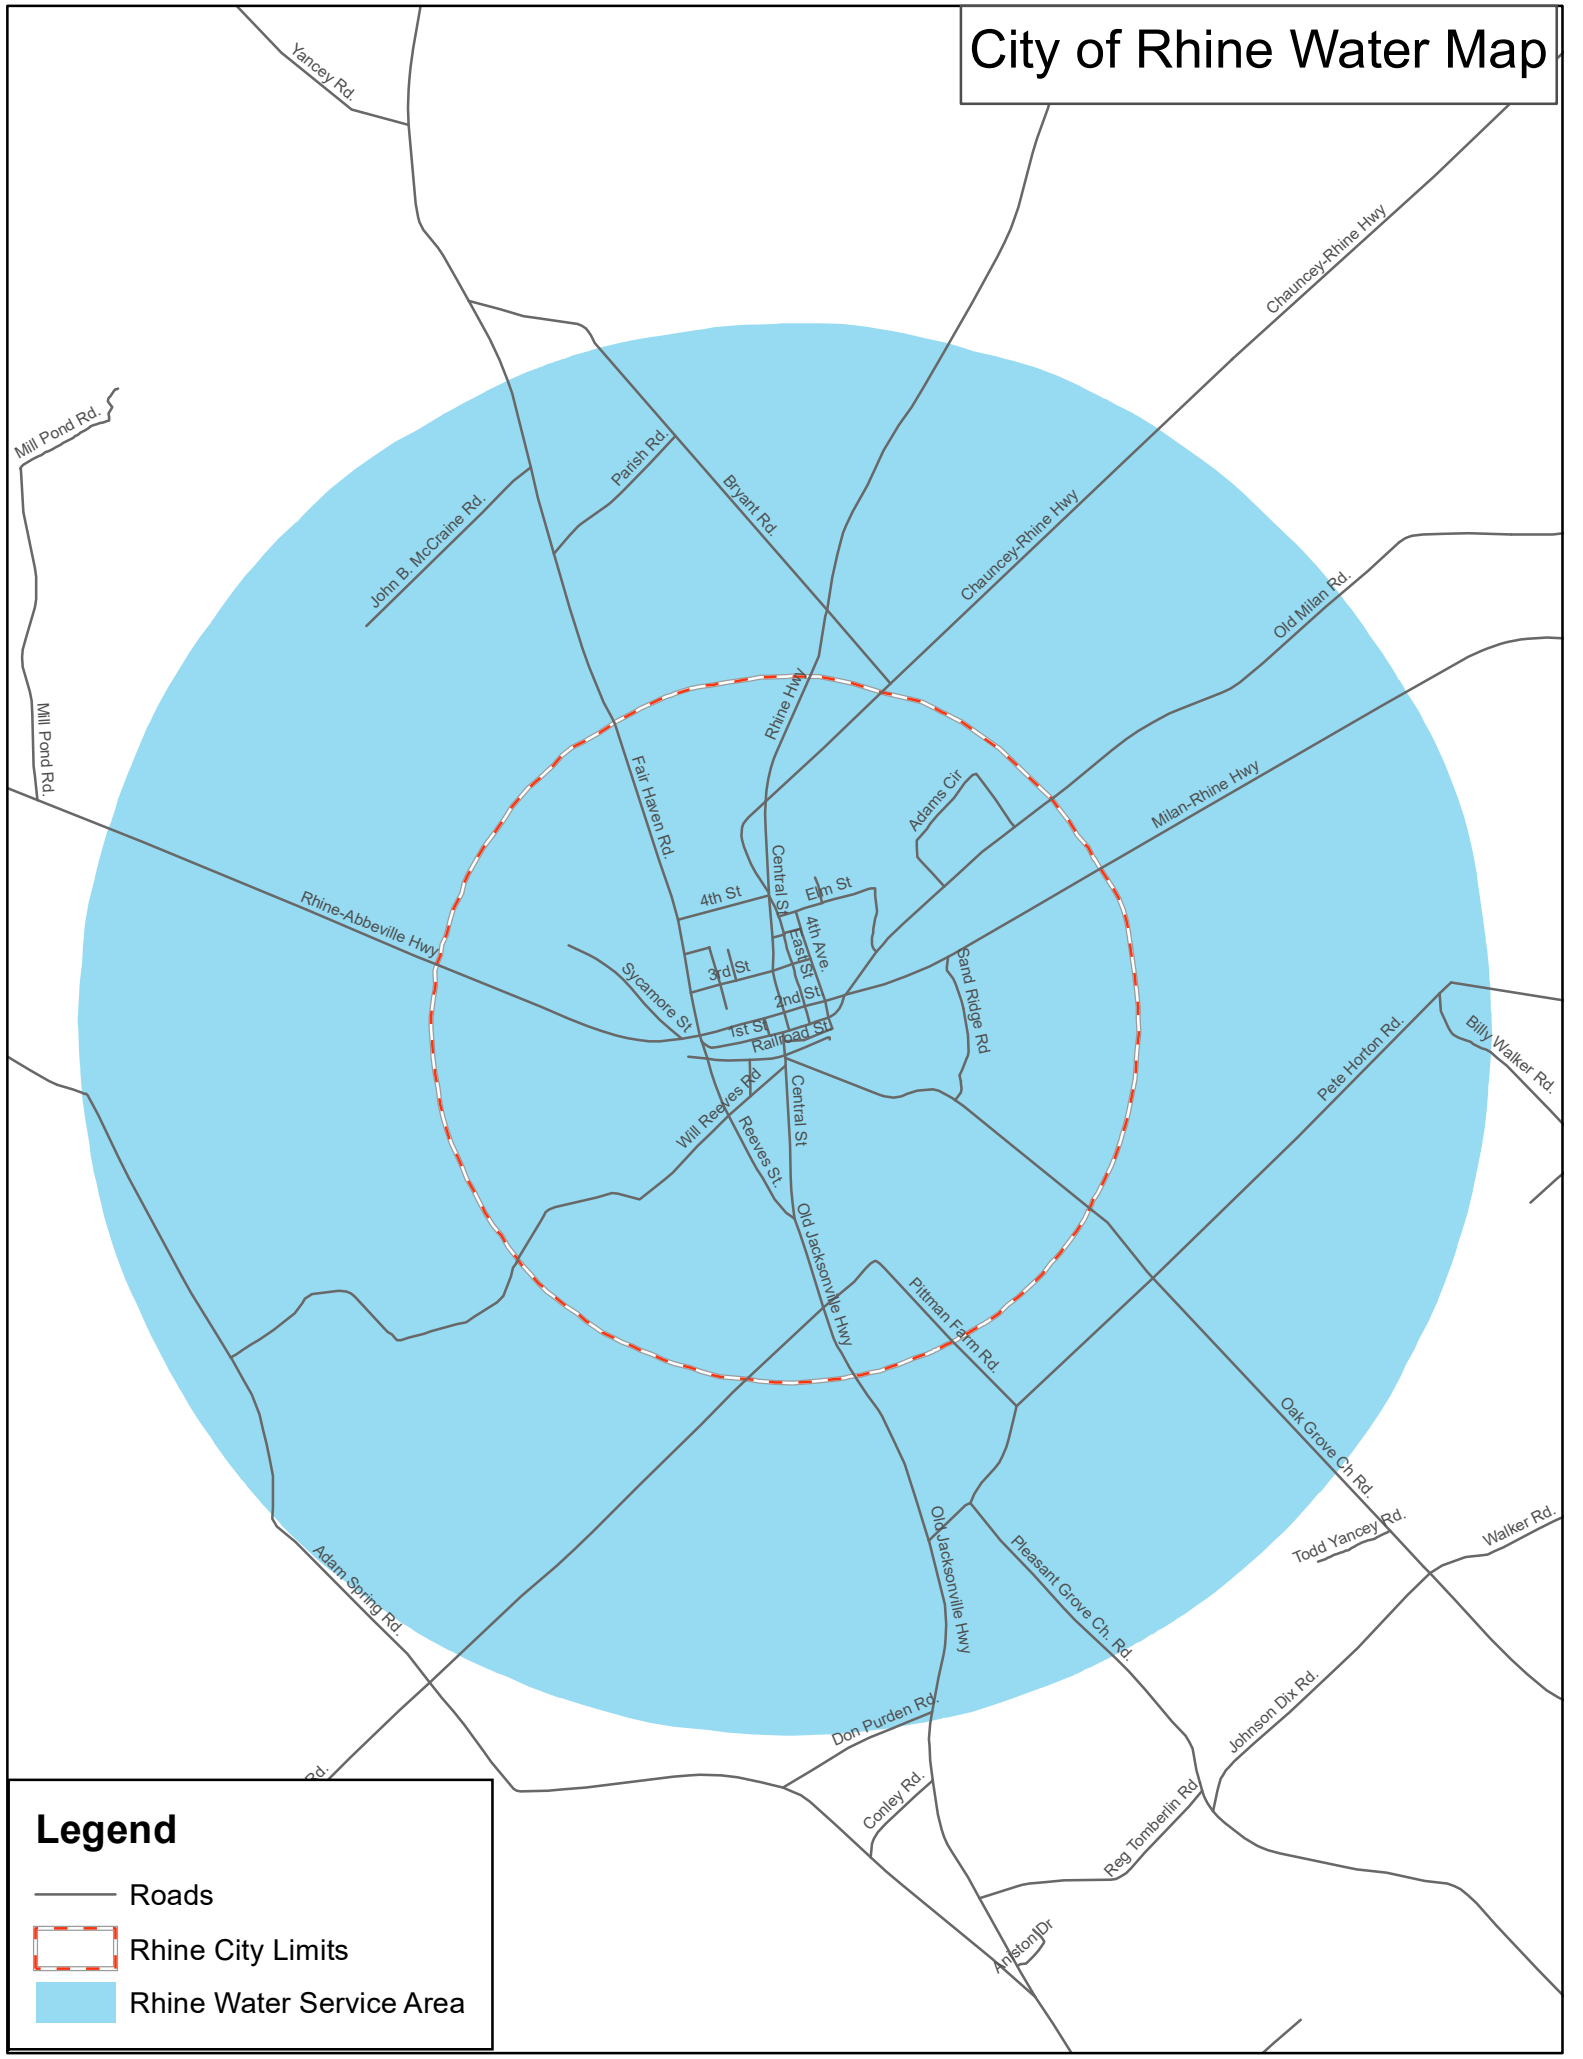 City of Rhine Water Map
Yancey Rd.
Chauncey-Rhine Hwy
Mill Pond Rd.
Parish Rd.
Bryant Rd.
John B. McCraine Rd.
Chauncey-Rhine Hwy
Old Milan Rd.
Rhine Hwy
Mill Pond Rd.
Fair Haven Rd.
Adams Cir
Milan-Rhine Hwy
Central St
4th St
Elm St
Rhine-Abbeville Hwy
4th Ave.
East St
Sycamore St
3rd St
Sand Ridge Rd
2nd St
1st St
Railroad St
Pete Horton Rd.
Billy Walker Rd.
Will Reeves Rd
Central St
Reeves St.
Old Jacksonville Hwy
Pittman Farm Rd.
Oak Grove Ch Rd.
Old Jacksonville Hwy
Todd Yancey Rd.
Walker Rd.
Adam Spring Rd.
Pleasant Grove Ch. Rd.
Johnson Dix Rd.
Don Purden Rd.
Rd.
Conley Rd.
Reg Tomberlin Rd
Aniston Dr
Legend
Roads
Rhine City Limits
Rhine Water Service Area